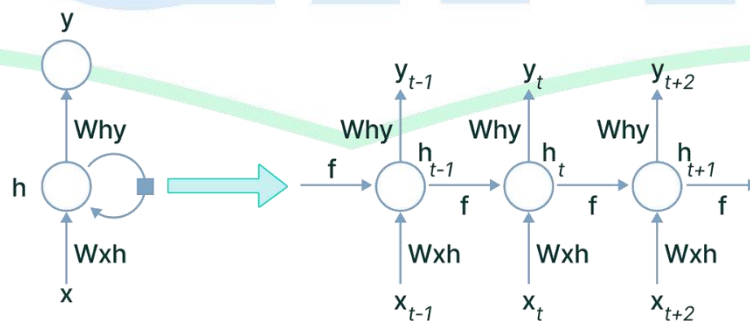 y
Why
h
Wxh
x
y t-1
y t
y t+2
Why
Why
Why
h t-1
h t
h t+1
f
f
f
f
Wxh
Wxh
Wxh
x t-1
x t
x t+2